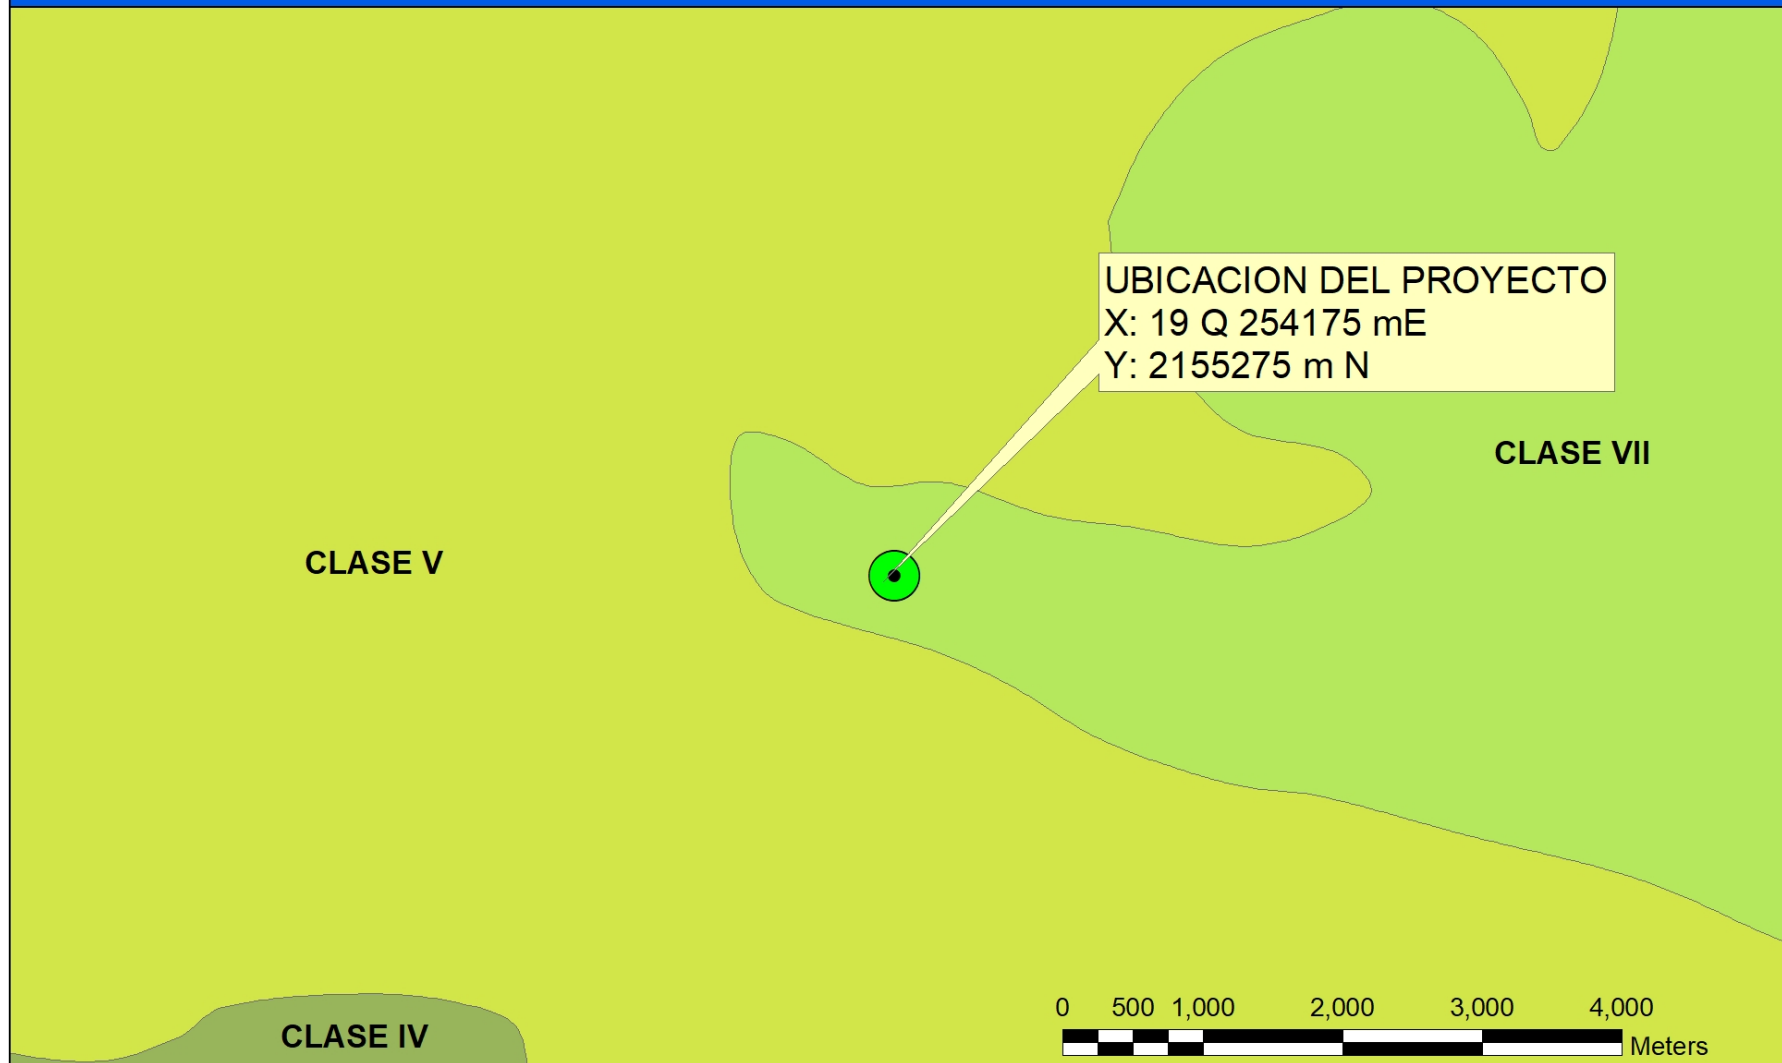 UBICACION DEL PROYECTO
X: 19 Q 254175 mE
Y: 2155275 m N
CLASE VII
CLASE V
CLASE IV
0 500 1,000 2,000 3,000 4,000
Meters